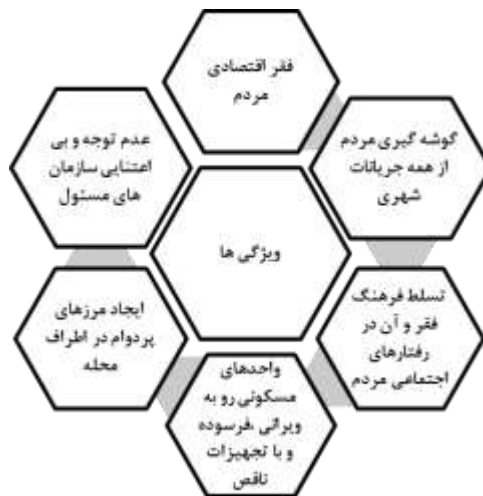 فقر اقتصادی
مردم
گوشه گیری مردم
از همه جریانات
شهری
تسلط فرهنگ
فقر و آن در
رفتارهای
اجتماعی مردم
واحدهای
مسکونی رو به
ویرانی ،فرسوده
و با تجهیزات
ناقص
ایجاد مرزهای
پردوام در اطراف
محله
عدم توجه و بی
اعتنایی سازمان
های مسئول
ویژگی ها